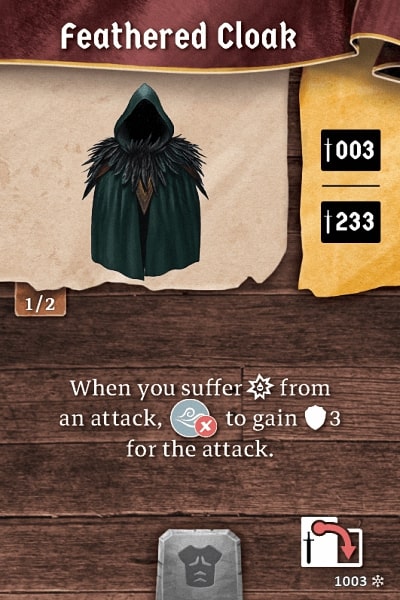 Feathered Cloak
003
233
1/2
When you suffer from
an attack, to gain 3
for the attack.
1003